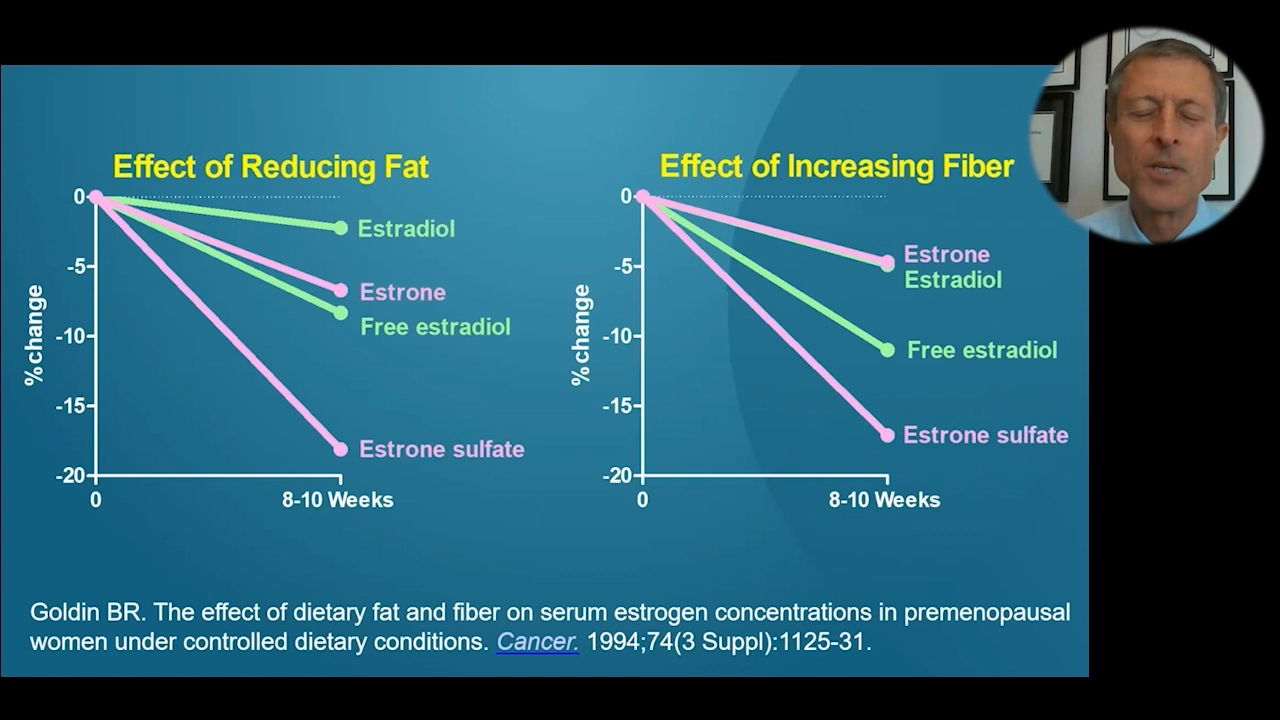 Effect of Reducing Fat
0
-5
-10
-15
-20
%change
Estradiol
Estrone
Free estradiol
Estrone sulfate
0
8-10 Weeks
Effect of Increasing Fiber
0
-5
-10
-15
-20
%change
Estrone
Estradiol
Free estradiol
Estrone sulfate
0
8-10 Weeks
Goldin BR. The effect of dietary fat and fiber on serum estrogen concentrations in premenopausal
women under controlled dietary conditions. Cancer. 1994;74(3 Suppl):1125-31.